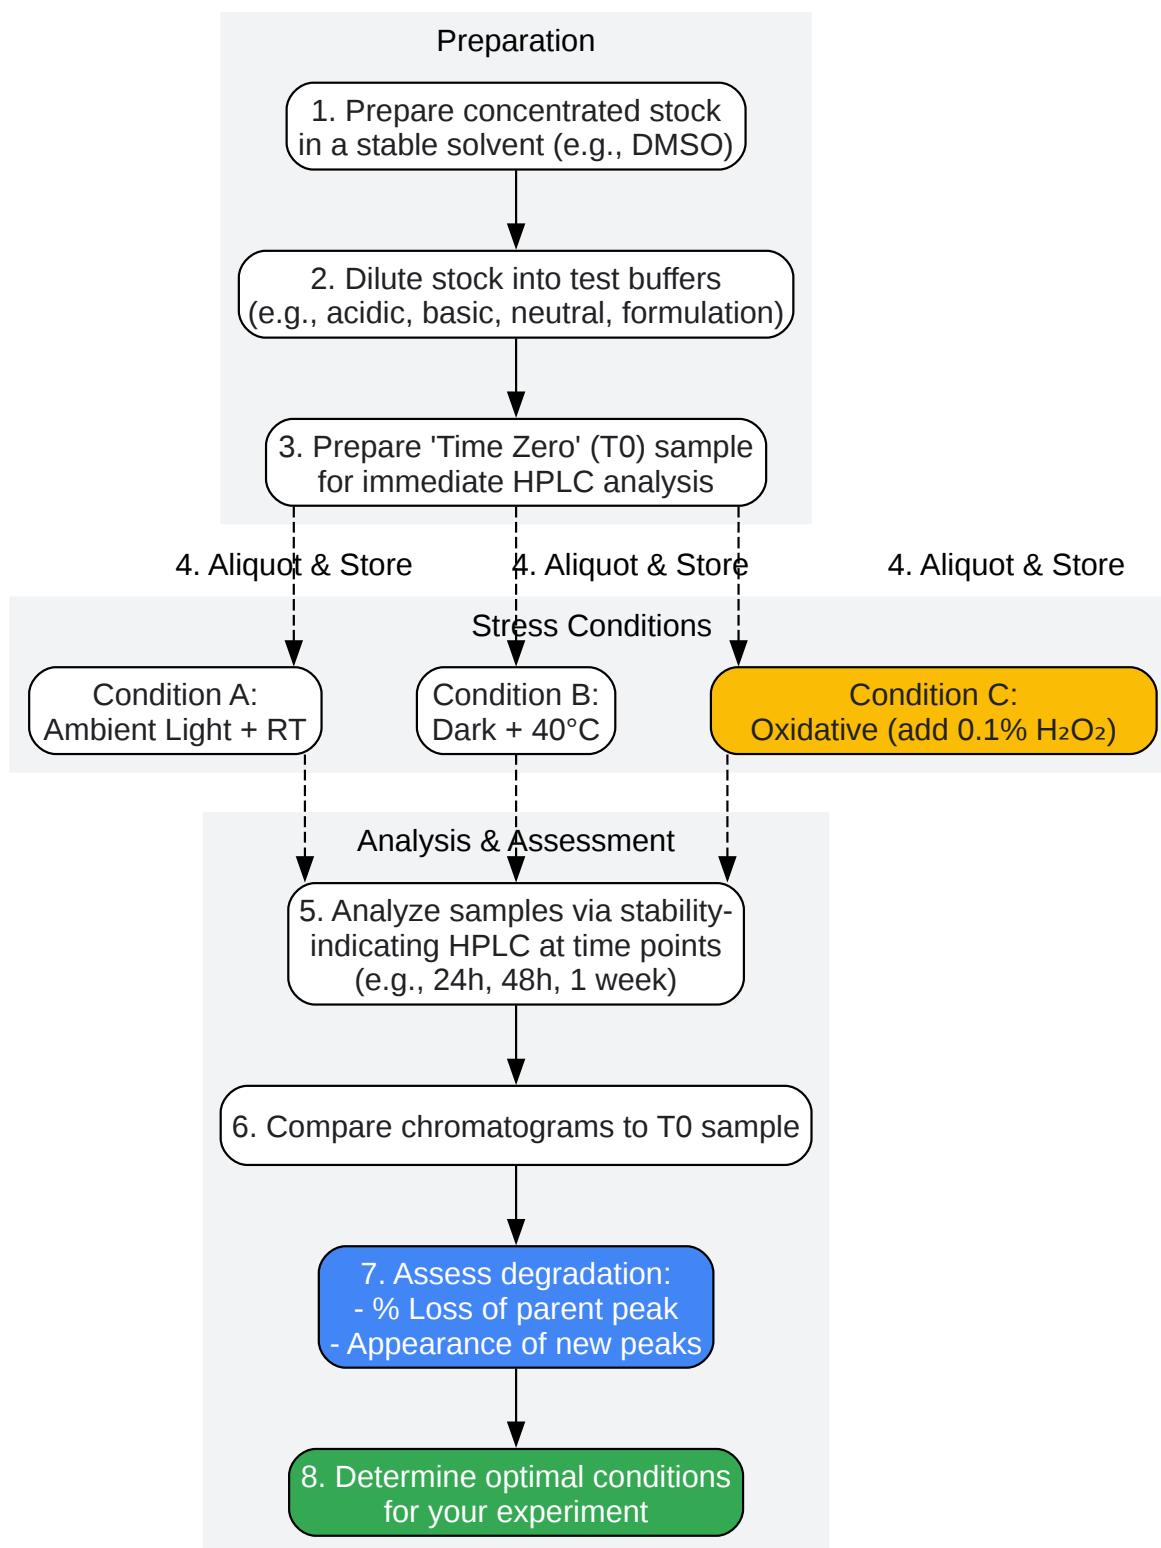 Preparation
1. Prepare concentrated stock
in a stable solvent (e.g., DMSO)
2. Dilute stock into test buffers
(e.g., acidic, basic, neutral, formulation)
3. Prepare 'Time Zero' (T0) sample
for immediate HPLC analysis
4. Aliquot & Store
4. Aliquot & Store
4. Aliquot & Store
Stress Conditions
Condition A:
Ambient Light + RT
Condition B:
Dark + 40°C
Condition C:
Oxidative (add 0.1% H₂O₂)
Analysis & Assessment
5. Analyze samples via stability-
indicating HPLC at time points
(e.g., 24h, 48h, 1 week)
6. Compare chromatograms to T0 sample
7. Assess degradation:
- % Loss of parent peak
- Appearance of new peaks
8. Determine optimal conditions
for your experiment